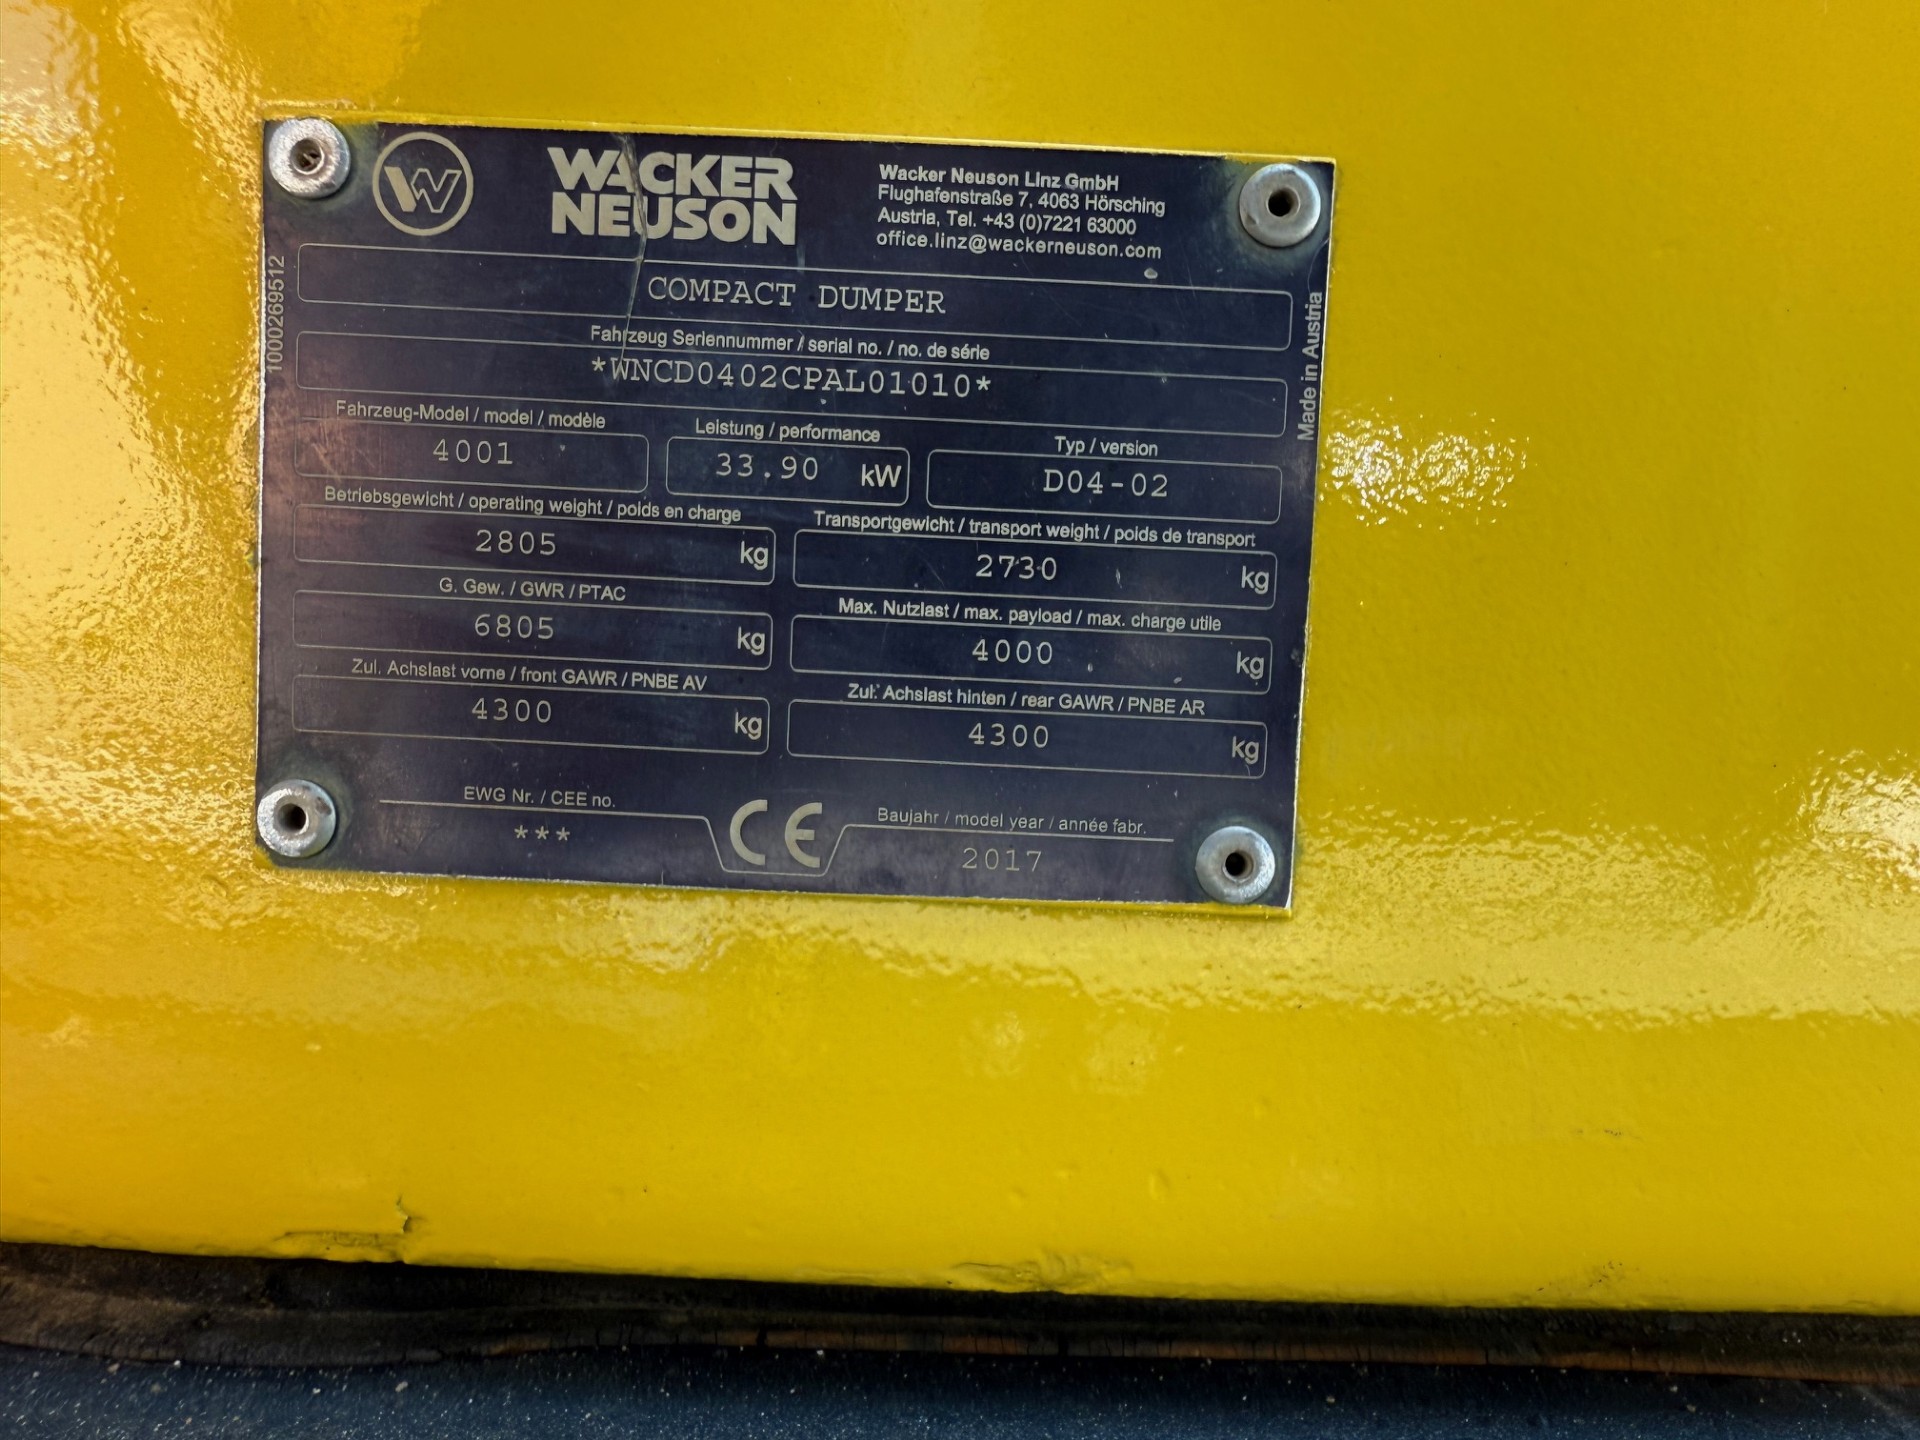 WACKER
NEUSON
Wacker Neuson Linz GmbH
Flughafenstraße 7, 4063 Hörsching
Austria, Tel. +43 (0)7221 63000
office.linz@wackerneuson.com
1000269512
Made in Austria
COMPACT DUMPER
Fahrzeug Seriennummer / serial no. / no. de série
*WNCD0402CPAL01010*
Fahrzeug-Model / model / modèle
4001
Leistung / performance
33.90 kW
Typ / version
D04-02
Betriebsgewicht / operating weight / poids en charge
2805 kg
Transportgewicht / transport weight / poids de transport
2730 kg
G. Gew. / GWR / PTAC
6805 kg
Max. Nutzlast / max. payload / max. charge utile
4000 kg
Zul. Achslast vorne / front GAWR / PNBE AV
4300 kg
Zul. Achslast hinten / rear GAWR / PNBE AR
4300 kg
EWG Nr. / CEE no.
***
CE
Baujahr / model year / année fabr.
2017